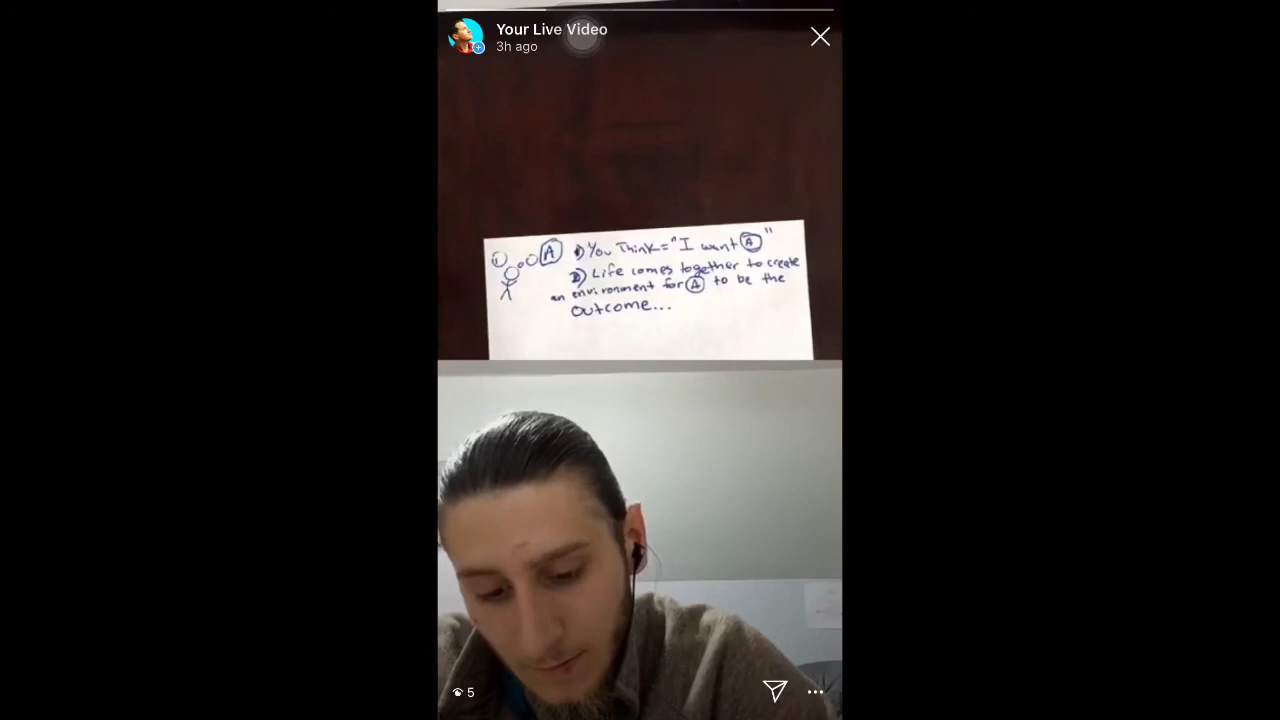 Your Live Video
3h ago
A 1) You Think = "I want A"
2) Life comes together to create
an environment for A to be the
outcome...
5